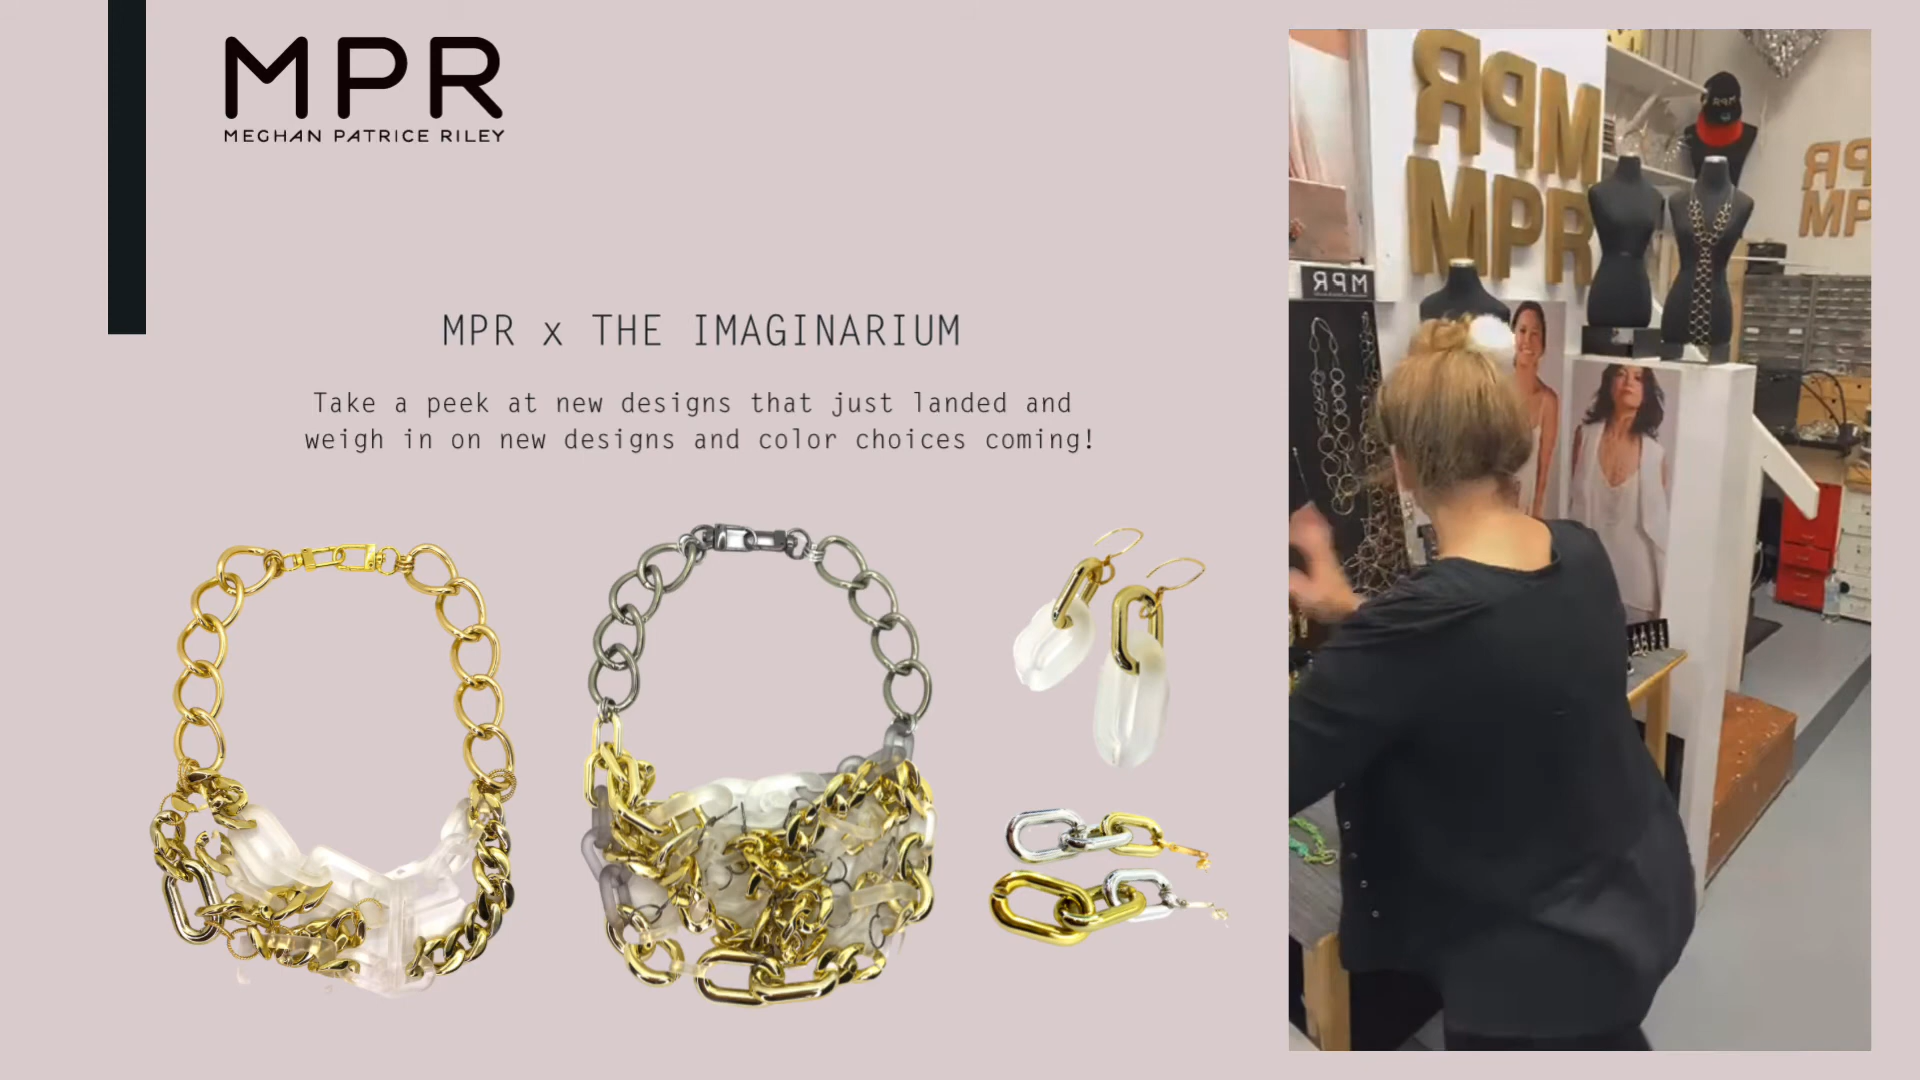 MPR
MEGHAN PATRICE RILEY
MPR x THE IMAGINARIUM
Take a peek at new designs that just landed and
weigh in on new designs and color choices coming!
MPR
MPR
MPR
MPR